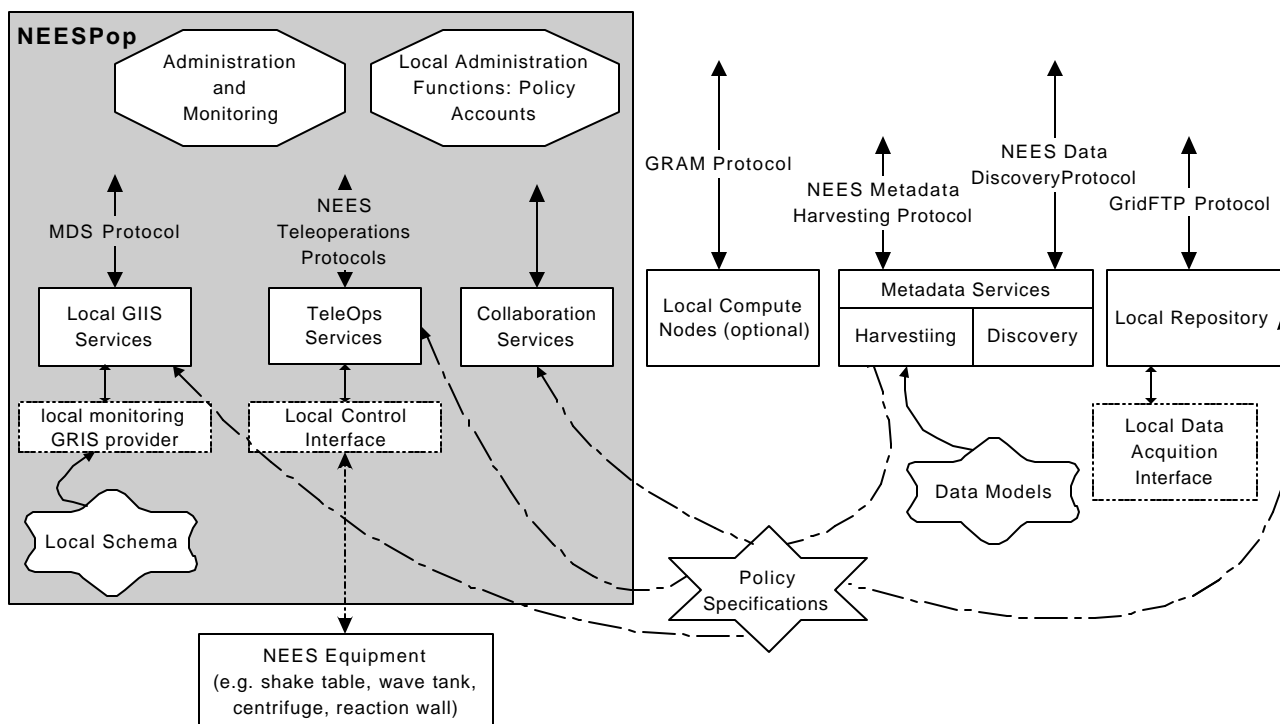 NEESPop
Administration
and
Monitoring
Local Administration
Functions: Policy
Accounts
MDS Protocol
NEES
Teleoperations
Protocols
GRAM Protocol
NEES Metadata
Harvesting Protocol
NEES Data
DiscoveryProtocol
GridFTP Protocol
Local GIIS
Services
TeleOps
Services
Collaboration
Services
Local Compute
Nodes (optional)
Metadata Services
Harvestiing
Discovery
Local Repository
local monitoring
GRIS provider
Local Control
Interface
Local Data
Acquition
Interface
Local Schema
Data Models
Policy
Specifications
NEES Equipment
(e.g. shake table, wave tank,
centrifuge, reaction wall)